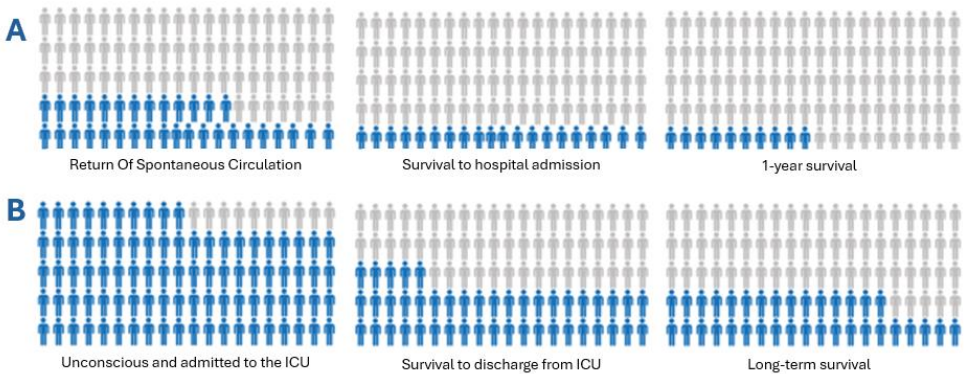 A
Return Of Spontaneous Circulation
Survival to hospital admission
1-year survival
B
Unconscious and admitted to the ICU
Survival to discharge from ICU
Long-term survival